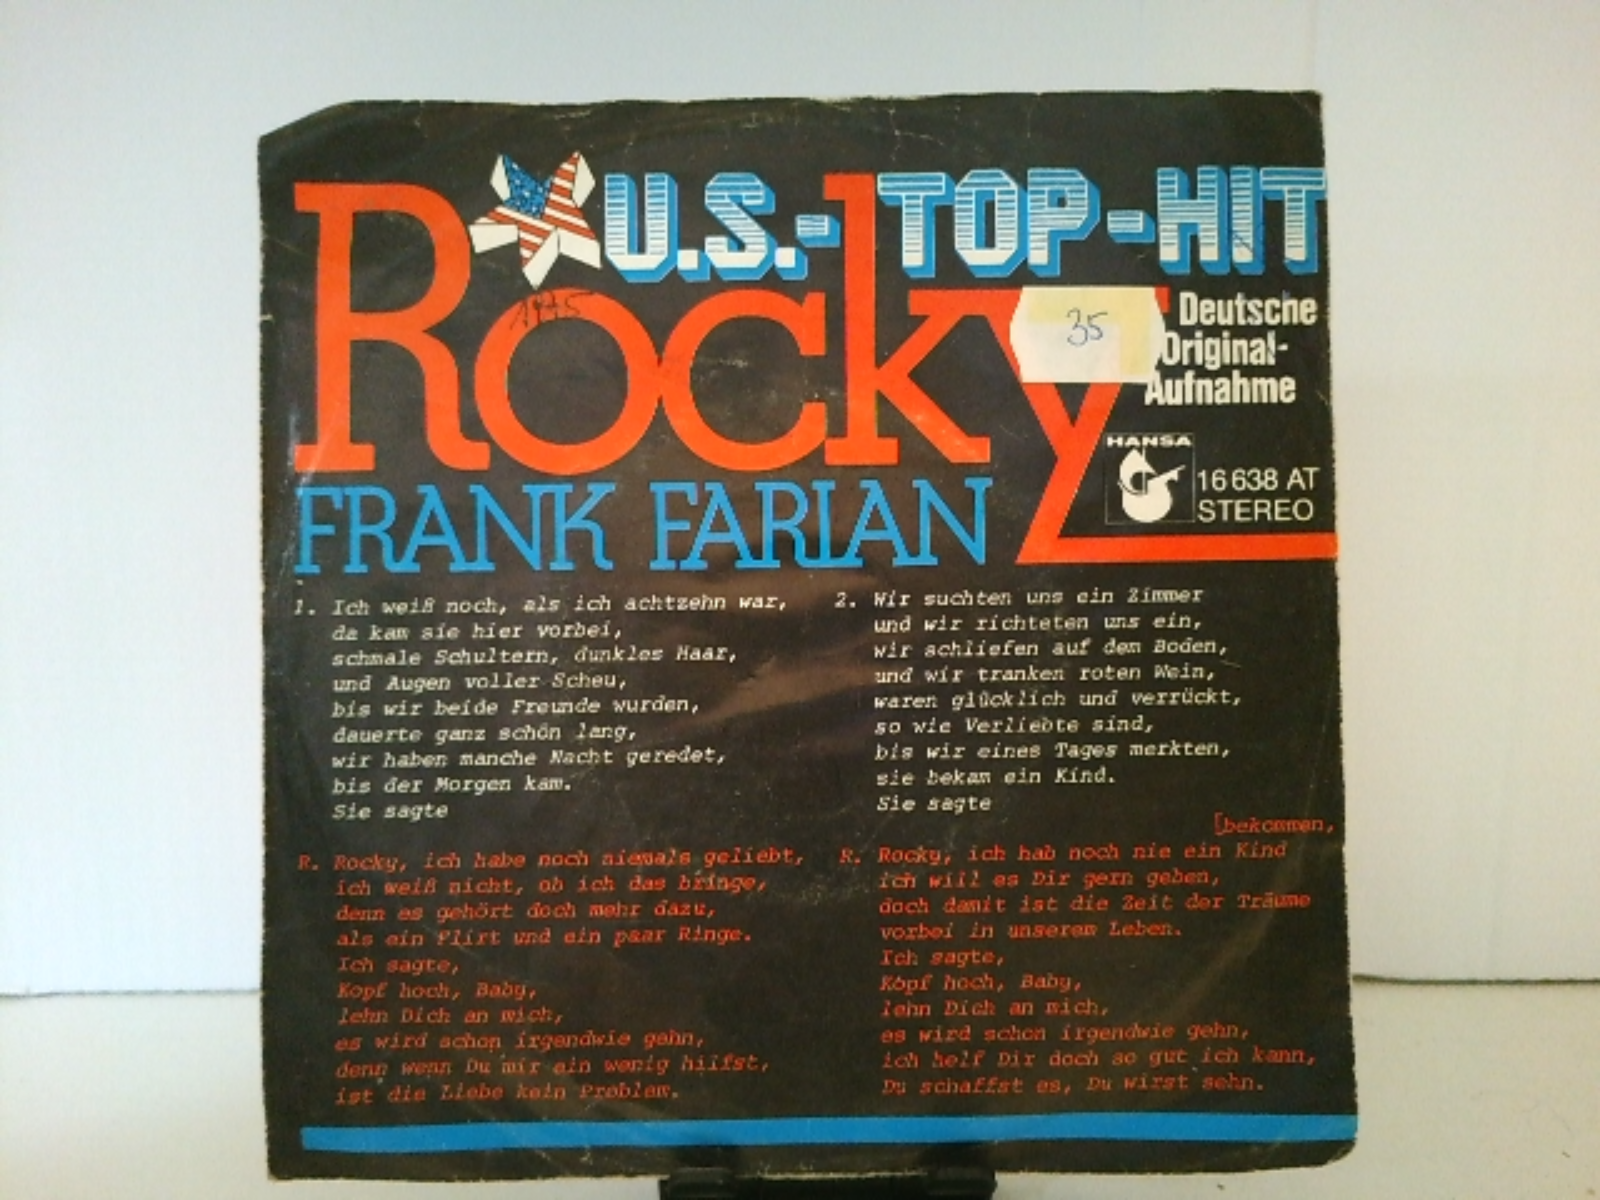 U.S.-TOP-HIT
Rocky
1975
35
Deutsche
Original-
Aufnahme
HANSA
16 638 AT
STEREO
FRANK FARIAN
1. Ich weiß noch, als ich achtzehn war,
da kam sie hier vorbei,
schmale Schultern, dunkles Haar,
und Augen voller Scheu,
bis wir beide Freunde wurden,
dauerte ganz schön lang,
wir haben manche Nacht geredet,
bis der Morgen kam.
Sie sagte
R. Rocky, ich habe noch niemals geliebt,
ich weiß nicht, ob ich das bringe,
denn es gehört doch mehr dazu,
als ein Flirt und ein paar Ringe.
Ich sagte,
Kopf hoch, Baby,
lehn Dich an mich,
es wird schon irgendwie gehn,
denn wenn Du mir ein wenig hilfst,
ist die Liebe kein Problem.
2. Wir suchten uns ein Zimmer
und wir richteten uns ein,
wir schliefen auf dem Boden,
und wir tranken roten Wein,
waren glücklich und verrückt,
so wie Verliebte sind,
bis wir eines Tages merkten,
sie bekam ein Kind.
Sie sagte
[bekommen,
R. Rocky, ich hab noch nie ein Kind
ich will es Dir gern geben,
doch damit ist die Zeit der Träume
vorbei in unserem Leben.
Ich sagte,
Kopf hoch, Baby,
lehn Dich an mich,
es wird schon irgendwie gehn,
ich helf Dir doch so gut ich kann,
Du schaffst es, Du wirst sehn.